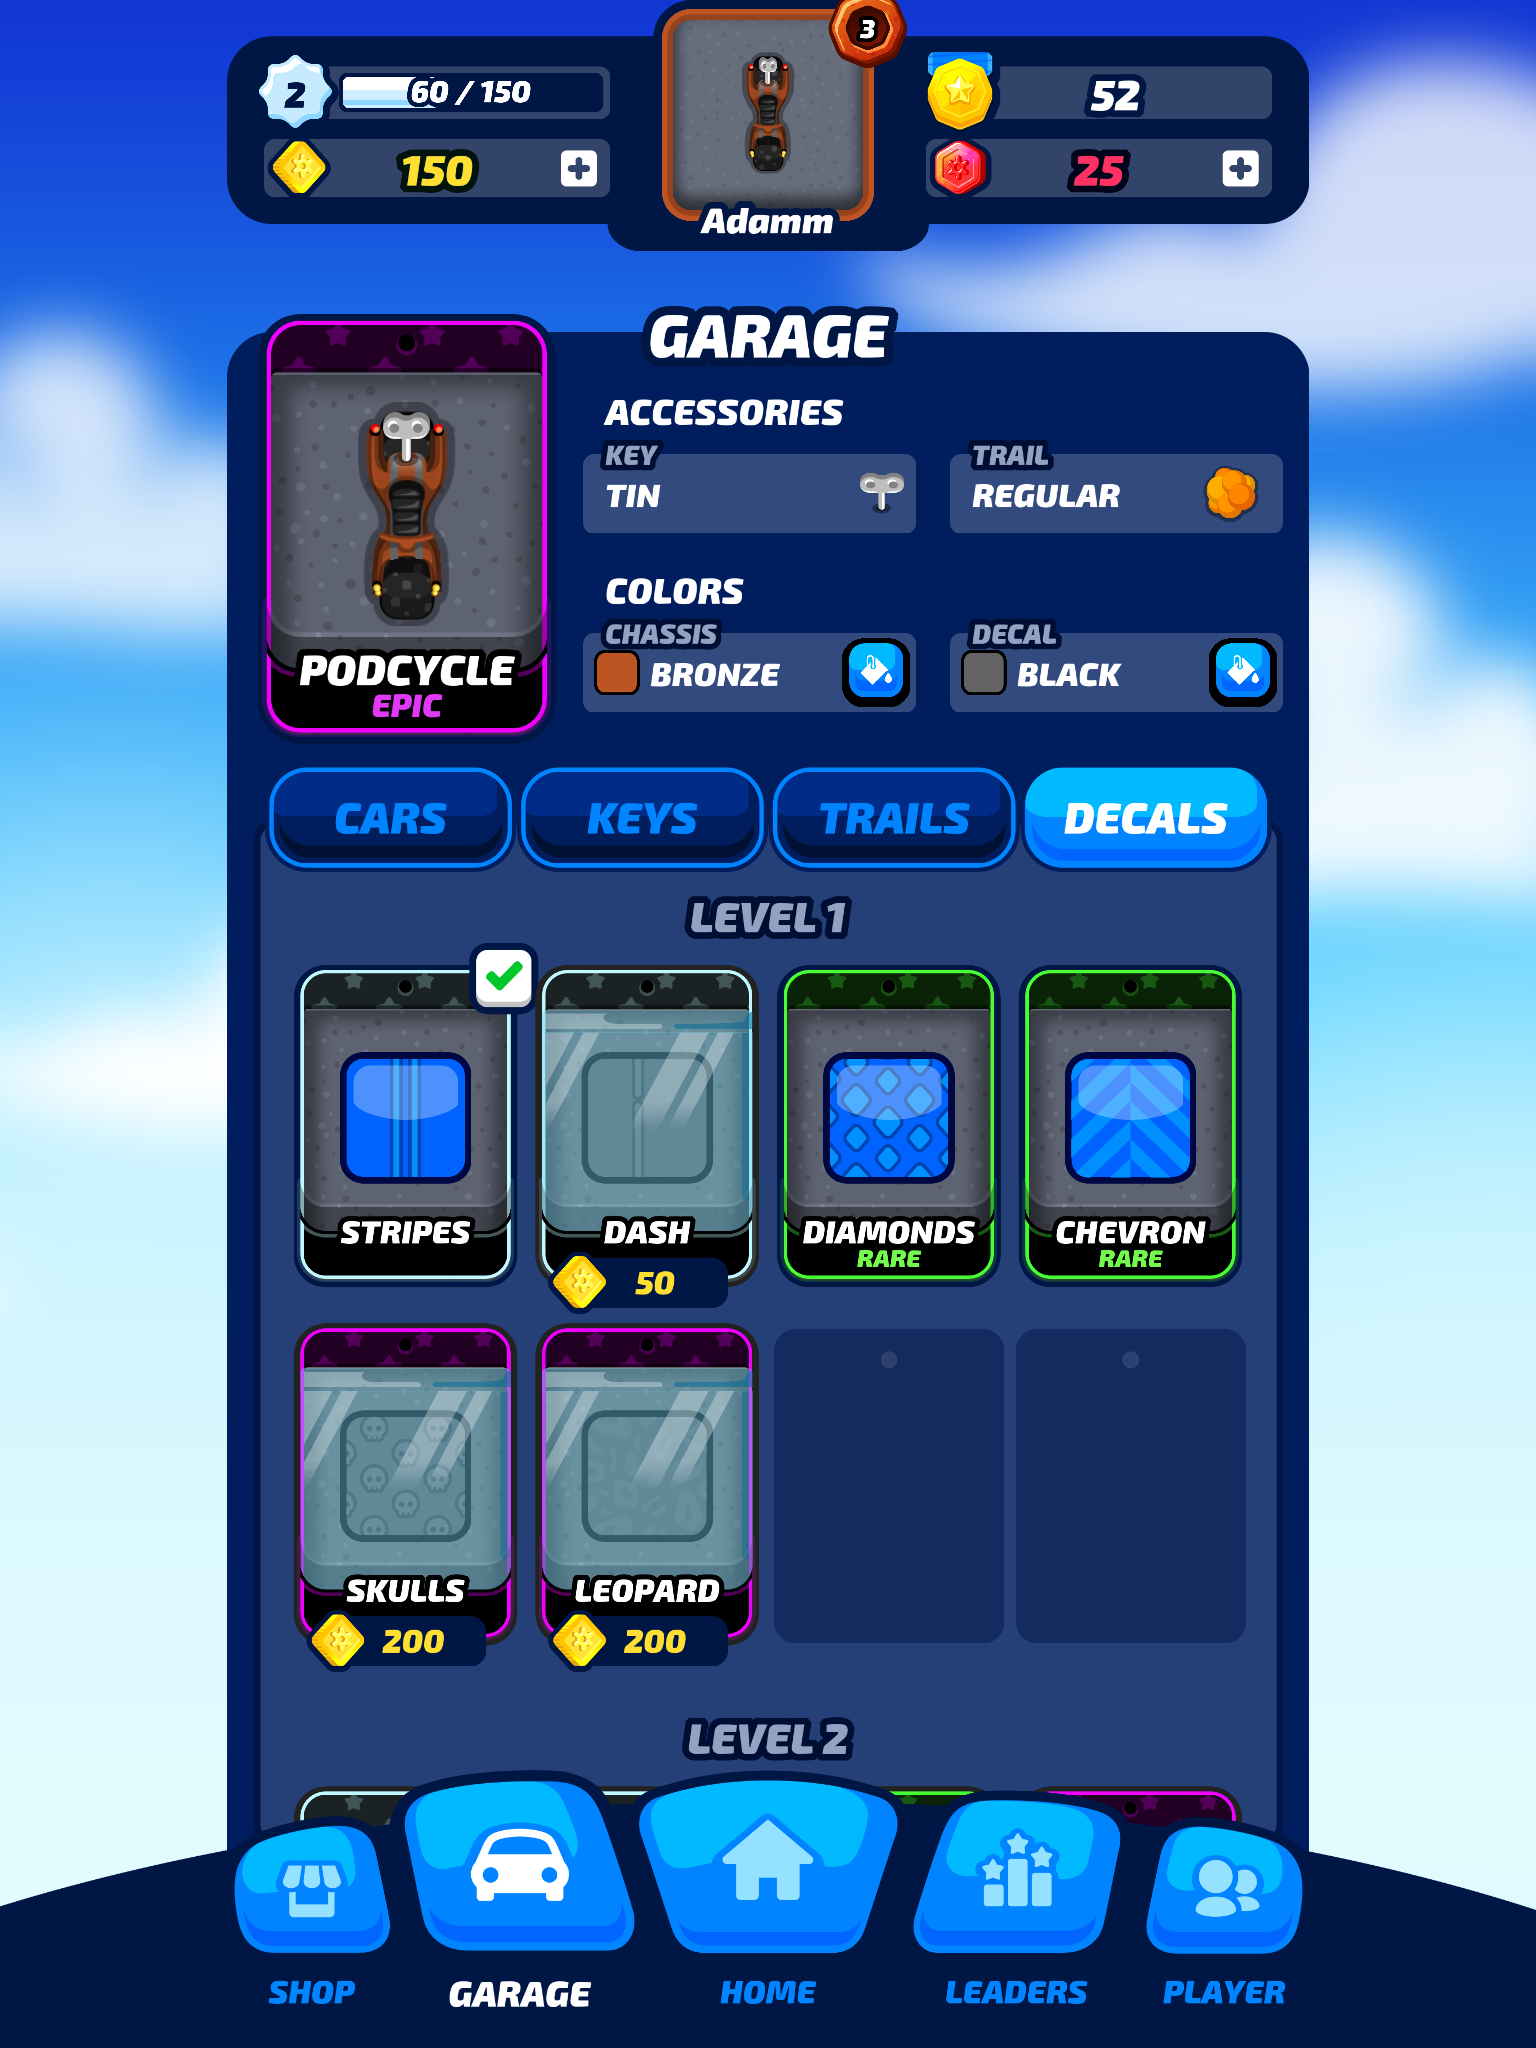 3
2
60 / 150
52
150
25
Adamm
GARAGE
ACCESSORIES
KEY
TIN
TRAIL
REGULAR
COLORS
CHASSIS
BRONZE
DECAL
BLACK
PODCYCLE
EPIC
CARS
KEYS
TRAILS
DECALS
LEVEL 1
STRIPES
DASH
50
DIAMONDS
RARE
CHEVRON
RARE
SKULLS
200
LEOPARD
200
LEVEL 2
SHOP
GARAGE
HOME
LEADERS
PLAYER